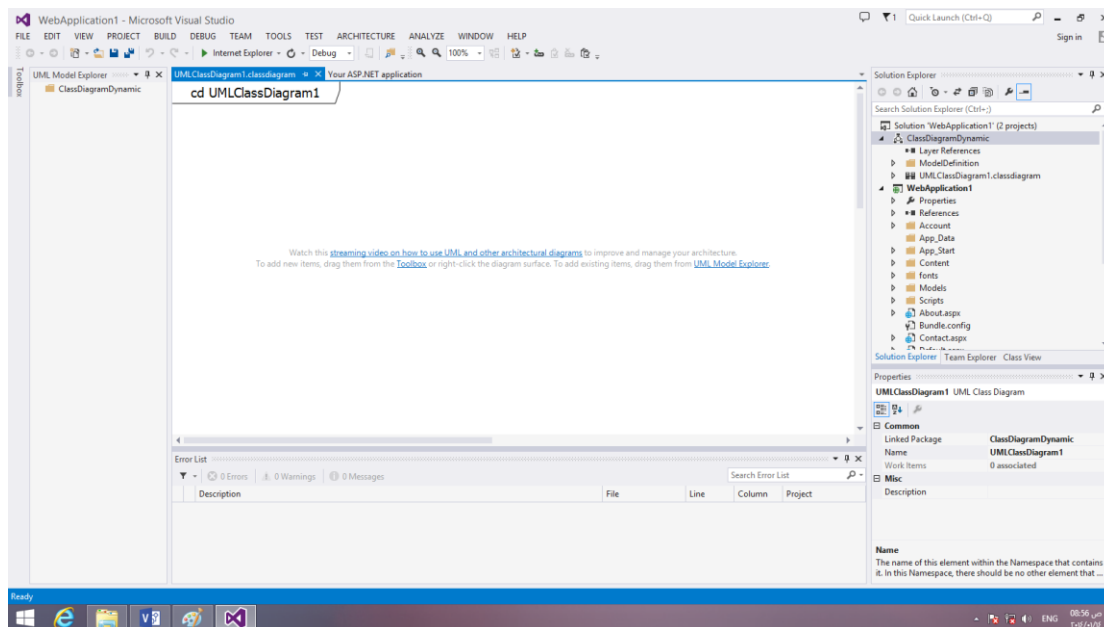 WebApplication1 - Microsoft Visual Studio
1
Quick Launch (Ctrl+Q)
FILE EDIT VIEW PROJECT BUILD DEBUG TEAM TOOLS TEST ARCHITECTURE ANALYZE WINDOW HELP
Sign in
Internet Explorer
Debug
100%
Toolbox
UML Model Explorer
ClassDiagramDynamic
UMLClassDiagram1.classdiagram
Your ASP.NET application
cd UMLClassDiagram1
Watch this streaming video on how to use UML and other architectural diagrams to improve and manage your architecture.
To add new items, drag them from the Toolbox or right-click the diagram surface. To add existing items, drag them from UML Model Explorer.
Error List
0 Errors
0 Warnings
0 Messages
Search Error List
Description File Line Column Project
Solution Explorer
Search Solution Explorer (Ctrl+;)
Solution 'WebApplication1' (2 projects)
ClassDiagramDynamic
Layer References
ModelDefinition
UMLClassDiagram1.classdiagram
WebApplication1
Properties
References
Account
App_Data
App_Start
Content
fonts
Models
Scripts
About.aspx
Bundle.config
Contact.aspx
Solution Explorer Team Explorer Class View
Properties
UMLClassDiagram1 UML Class Diagram
Common
Linked Package ClassDiagramDynamic
Name UMLClassDiagram1
Work Items 0 associated
Misc
Description
Name
The name of this element within the Namespace that contains
it. In this Namespace, there should be no other element that ...
Ready
ENG
08:56 ص